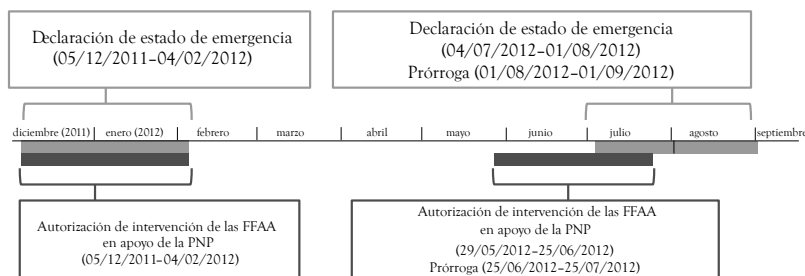 Declaración de estado de emergencia
(05/12/2011-04/02/2012)
Declaración de estado de emergencia
(04/07/2012-01/08/2012)
Prórroga (01/08/2012-01/09/2012)
diciembre (2011) enero (2012) febrero marzo abril mayo junio julio agosto septiembre
Autorización de intervención de las FFAA
en apoyo de la PNP
(05/12/2011-04/02/2012)
Autorización de intervención de las FFAA
en apoyo de la PNP
(29/05/2012-25/06/2012)
Prórroga (25/06/2012-25/07/2012)